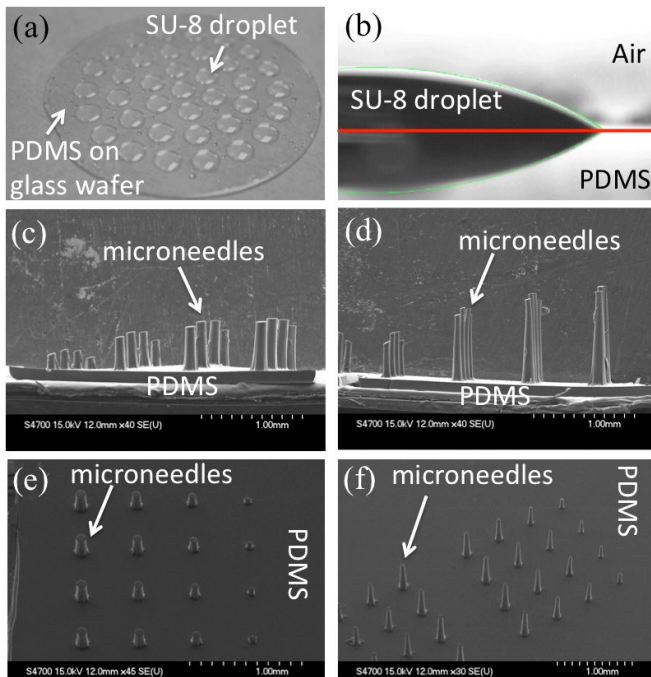 (a)
SU-8 droplet
PDMS on
glass wafer
(b)
Air
SU-8 droplet
PDMS
(c)
microneedles
PDMS
S4700 15.0kV 12.0mm x40 SE(U)
1.00mm
(d)
microneedles
PDMS
S4700 15.0kV 12.0mm x40 SE(U)
1.00mm
(e)
microneedles
PDMS
S4700 15.0kV 12.0mm x45 SE(U)
1.00mm
(f)
microneedles
PDMS
S4700 15.0kV 12.0mm x30 SE(U)
1.00mm